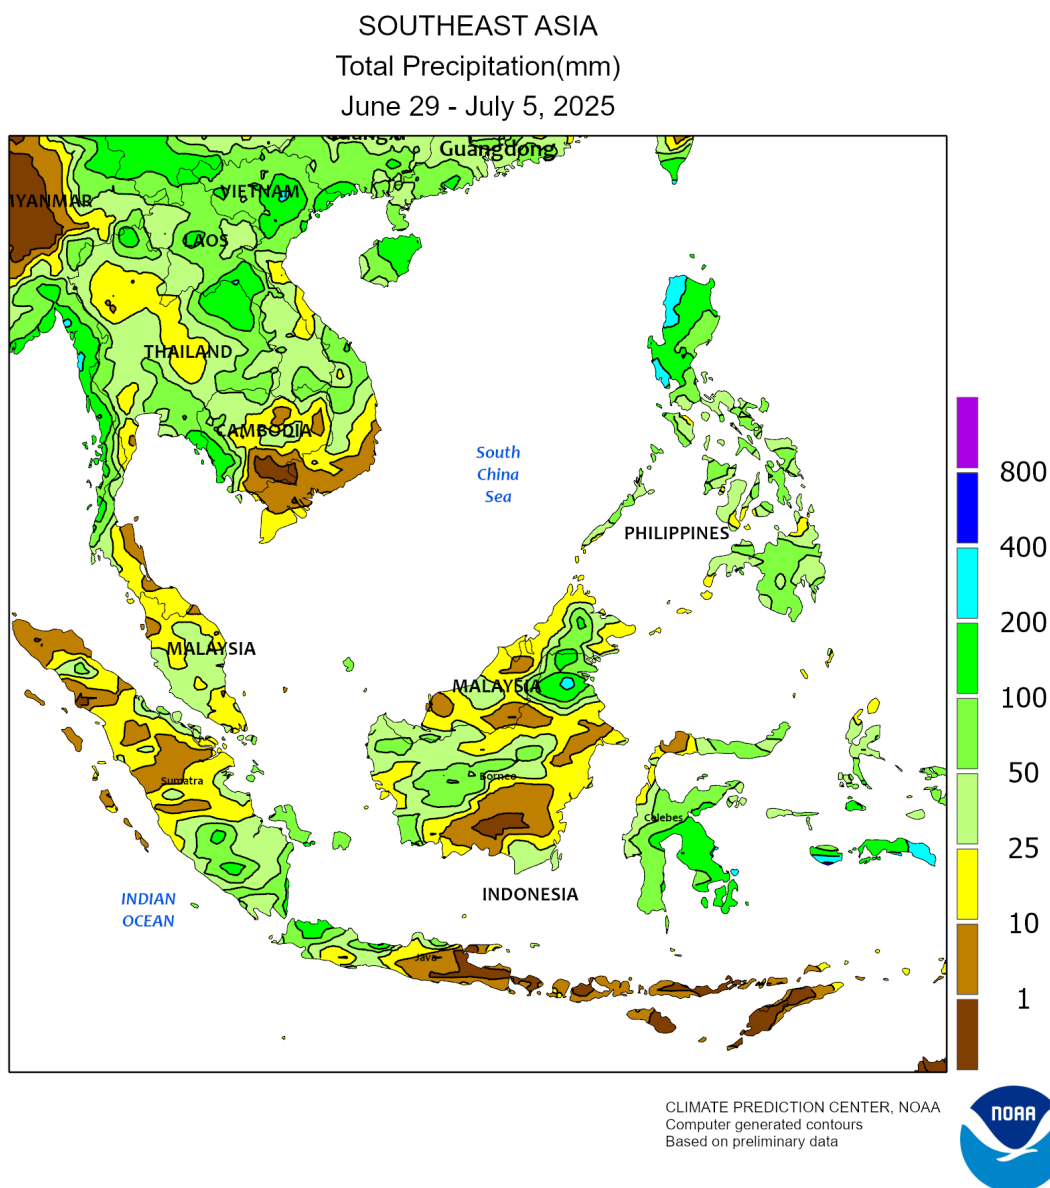 SOUTHEAST ASIA
Total Precipitation(mm)
June 29 - July 5, 2025
Guangdong
MYANMAR
VIETNAM
LAOS
THAILAND
CAMBODIA
South
China
Sea
PHILIPPINES
MALAYSIA
MALAYSIA
Sumatra
Borneo
Celebes
INDONESIA
INDIAN
OCEAN
Java
800
400
200
100
50
25
10
1
CLIMATE PREDICTION CENTER, NOAA
Computer generated contours
Based on preliminary data
NOAA